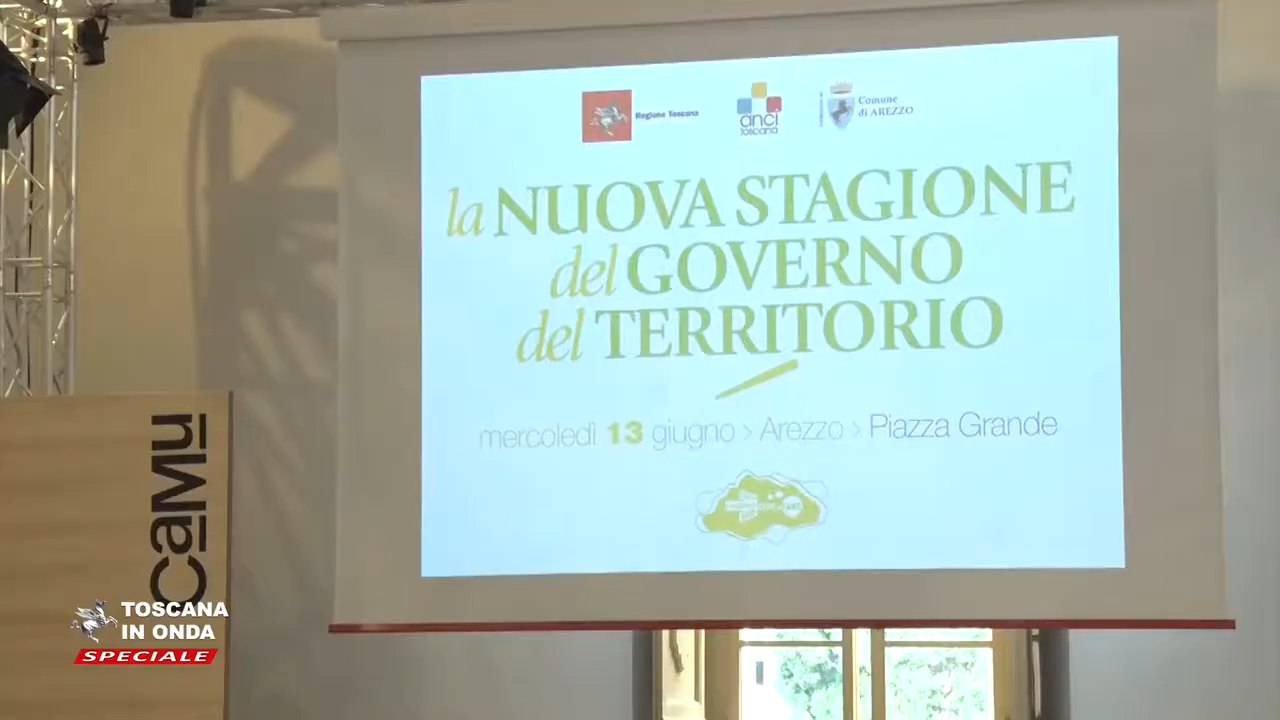 Regione Toscana
anci
toscana
Comune
di AREZZO
la NUOVA STAGIONE
del GOVERNO
del TERRITORIO
mercoledì 13 giugno > Arezzo > Piazza Grande
CaMu
TOSCANA
IN ONDA
SPECIALE